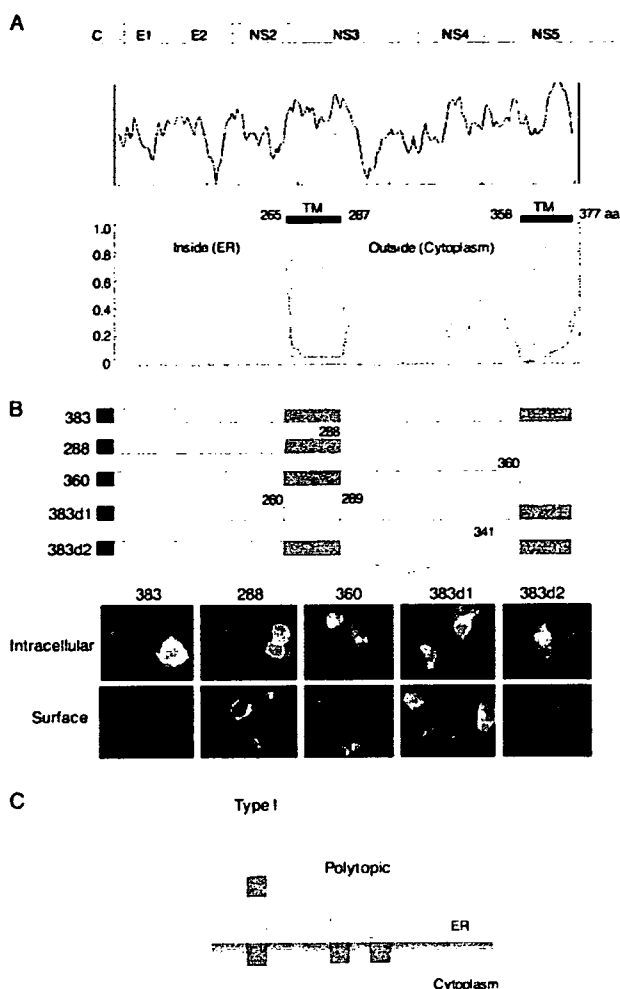 A
C E1 E2 NS2 NS3 NS4 NS5
265 TM 287 358 TM 377 aa
1.0
0.8
0.6
0.4
0.2
0
Inside (ER) Outside (Cytoplasm)
B
383
288
288
360
360
260 289
383d1
341
383d2
383 288 360 383d1 383d2
Intracellular
Surface
C
Type I
Polytopic
ER
Cytoplasm